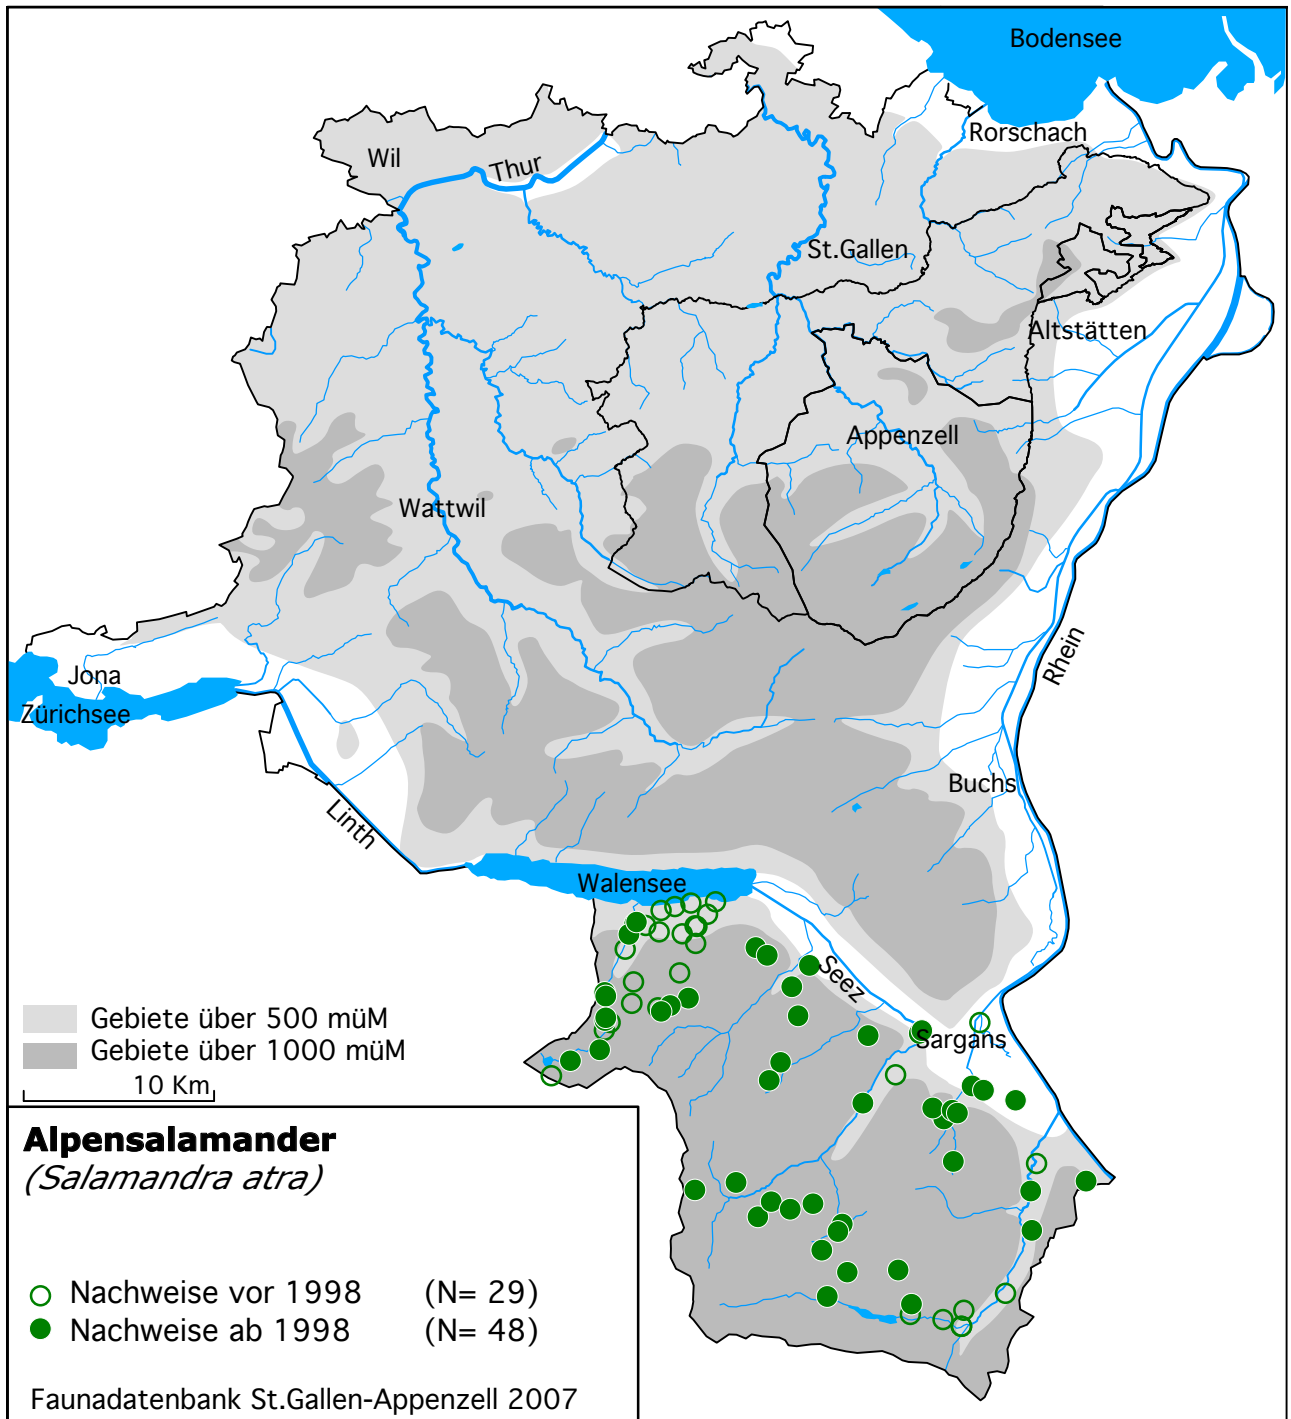 Bodensee
Rorschach
Wil
Thur
St.Gallen
Altstätten
Appenzell
Wattwil
Rhein
Jona
Zürichsee
Buchs
Linth
Walensee
Seez
Sargans
Gebiete über 500 müM
Gebiete über 1000 müM
10 Km
Alpensalamander
(Salamandra atra)
Nachweise vor 1998 (N= 29)
Nachweise ab 1998 (N= 48)
Faunadatenbank St.Gallen-Appenzell 2007